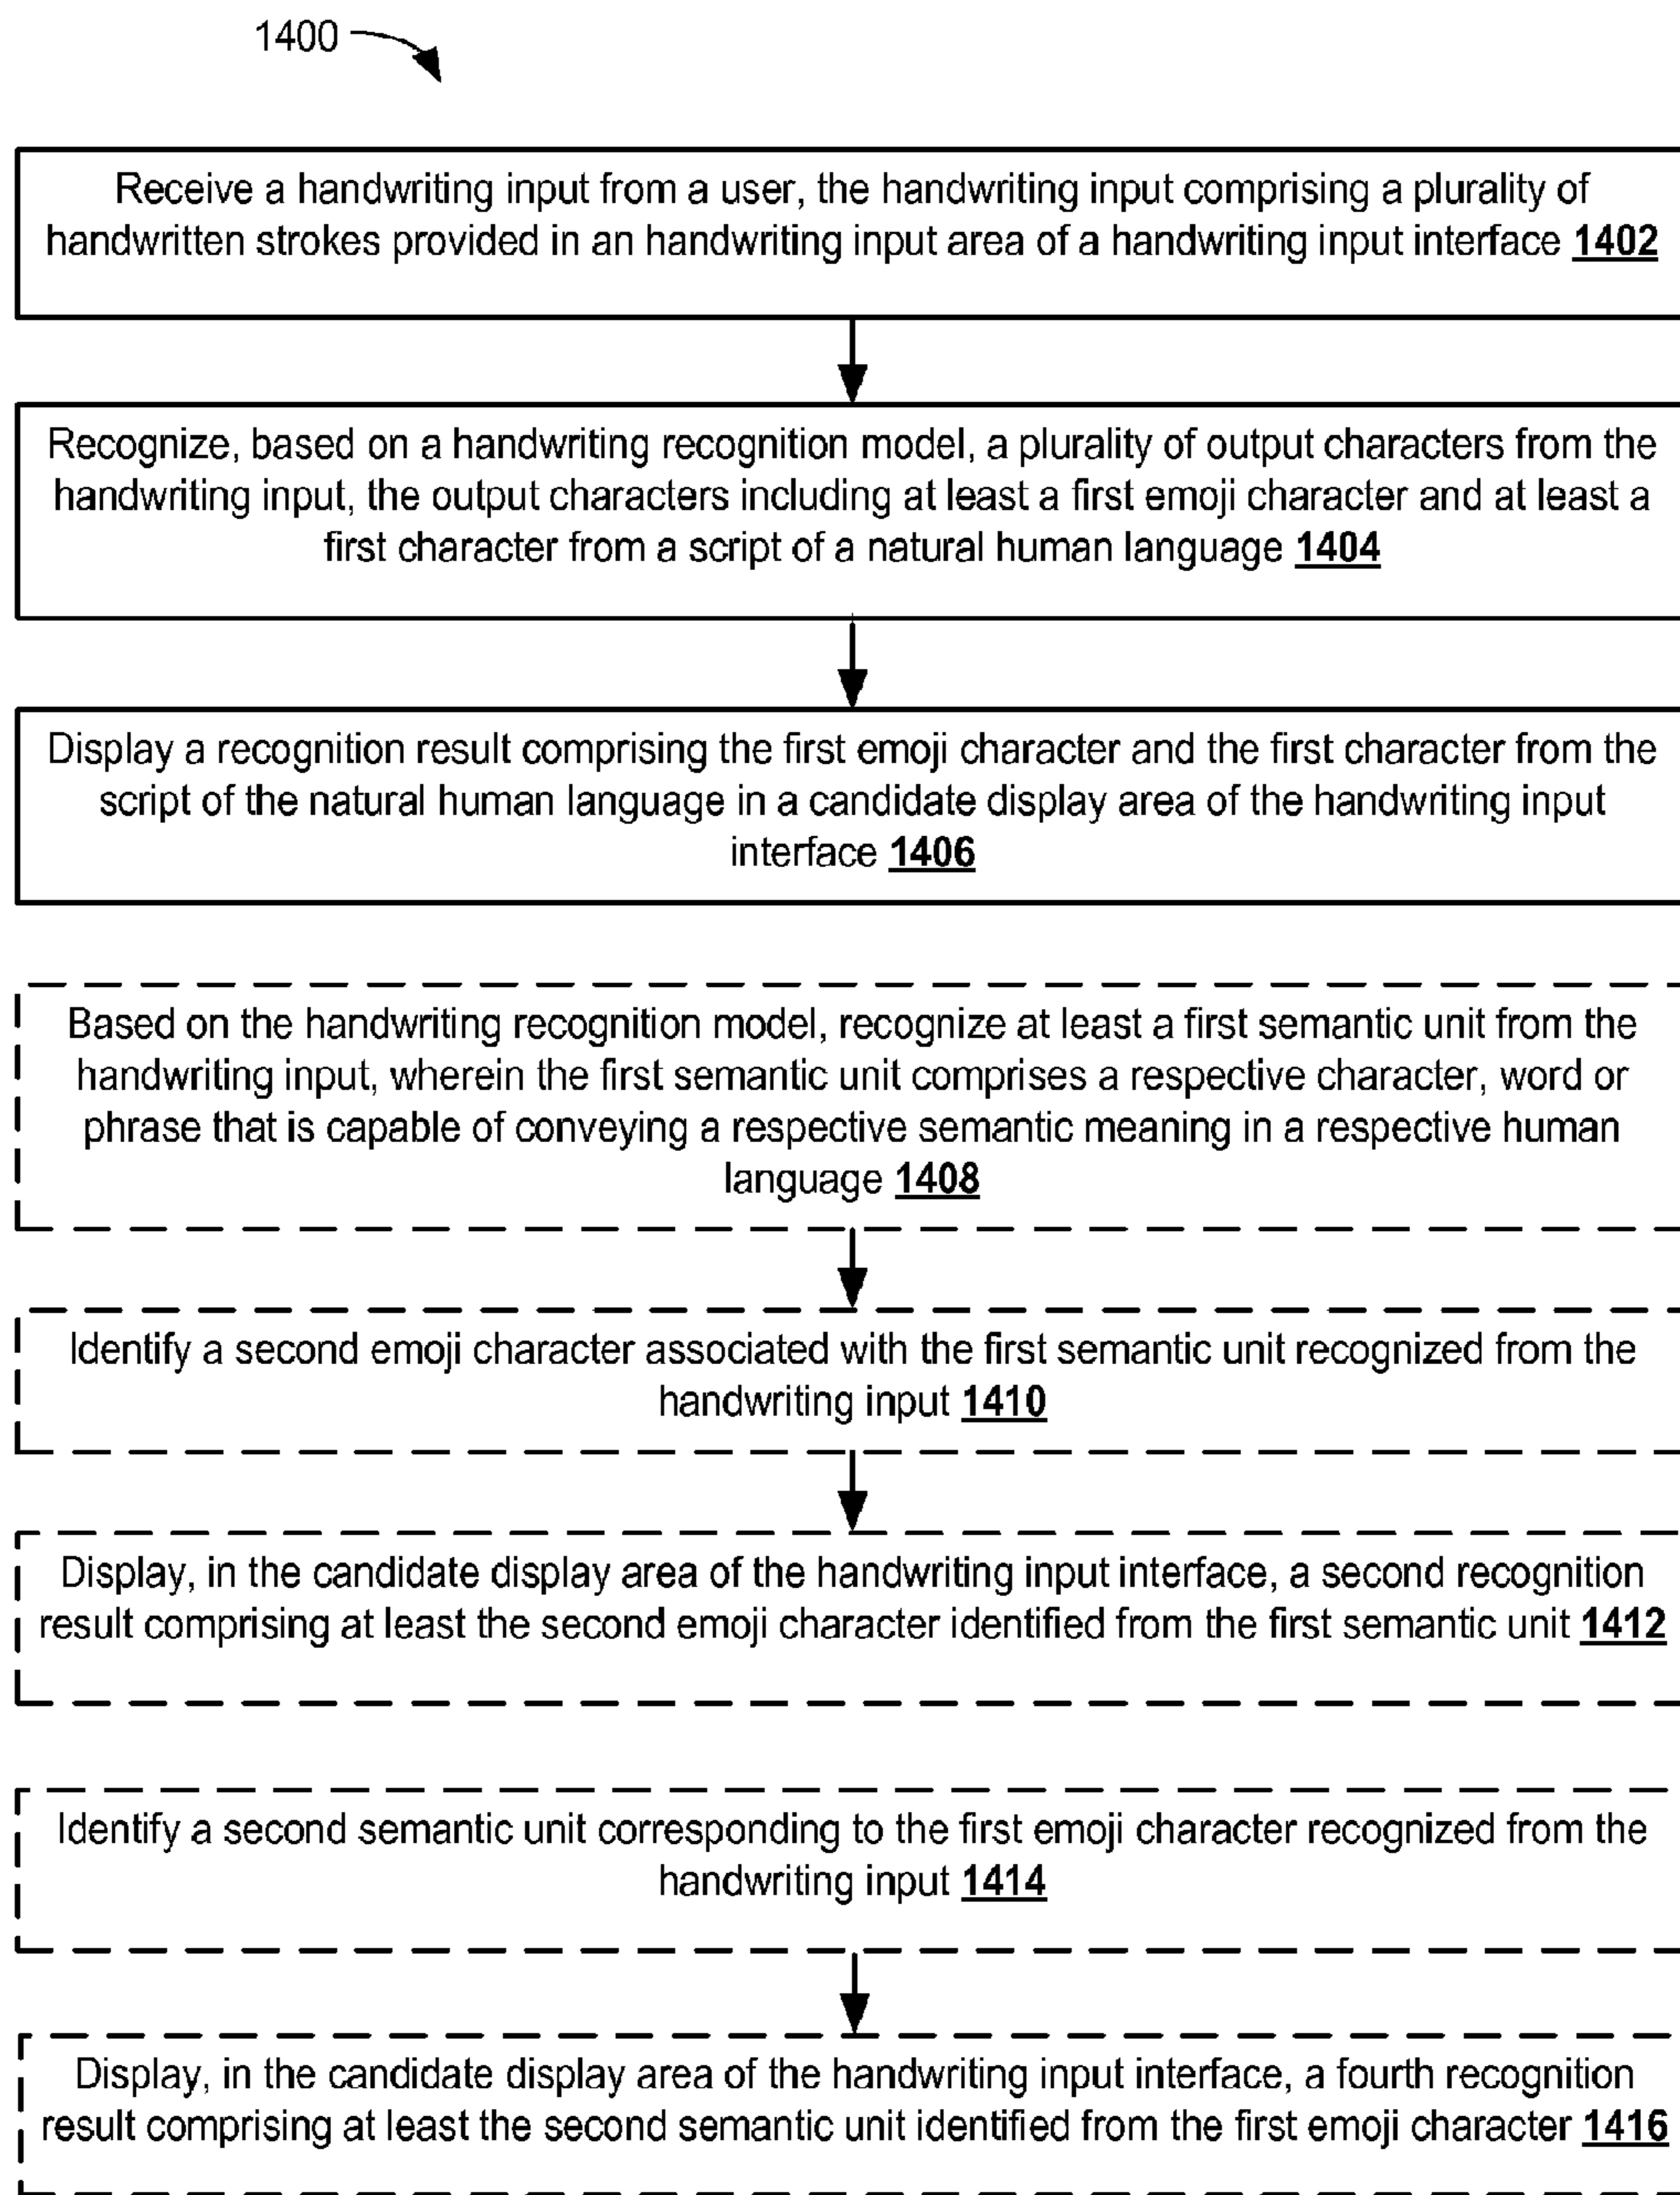 1400
Receive a handwriting input from a user, the handwriting input comprising a plurality of
handwritten strokes provided in an handwriting input area of a handwriting input interface 1402
Recognize, based on a handwriting recognition model, a plurality of output characters from the
handwriting input, the output characters including at least a first emoji character and at least a
first character from a script of a natural human language 1404
Display a recognition result comprising the first emoji character and the first character from the
script of the natural human language in a candidate display area of the handwriting input
interface 1406
Based on the handwriting recognition model, recognize at least a first semantic unit from the
handwriting input, wherein the first semantic unit comprises a respective character, word or
phrase that is capable of conveying a respective semantic meaning in a respective human
language 1408
Identify a second emoji character associated with the first semantic unit recognized from the
handwriting input 1410
Display, in the candidate display area of the handwriting input interface, a second recognition
result comprising at least the second emoji character identified from the first semantic unit 1412
Identify a second semantic unit corresponding to the first emoji character recognized from the
handwriting input 1414
Display, in the candidate display area of the handwriting input interface, a fourth recognition
result comprising at least the second semantic unit identified from the first emoji character 1416